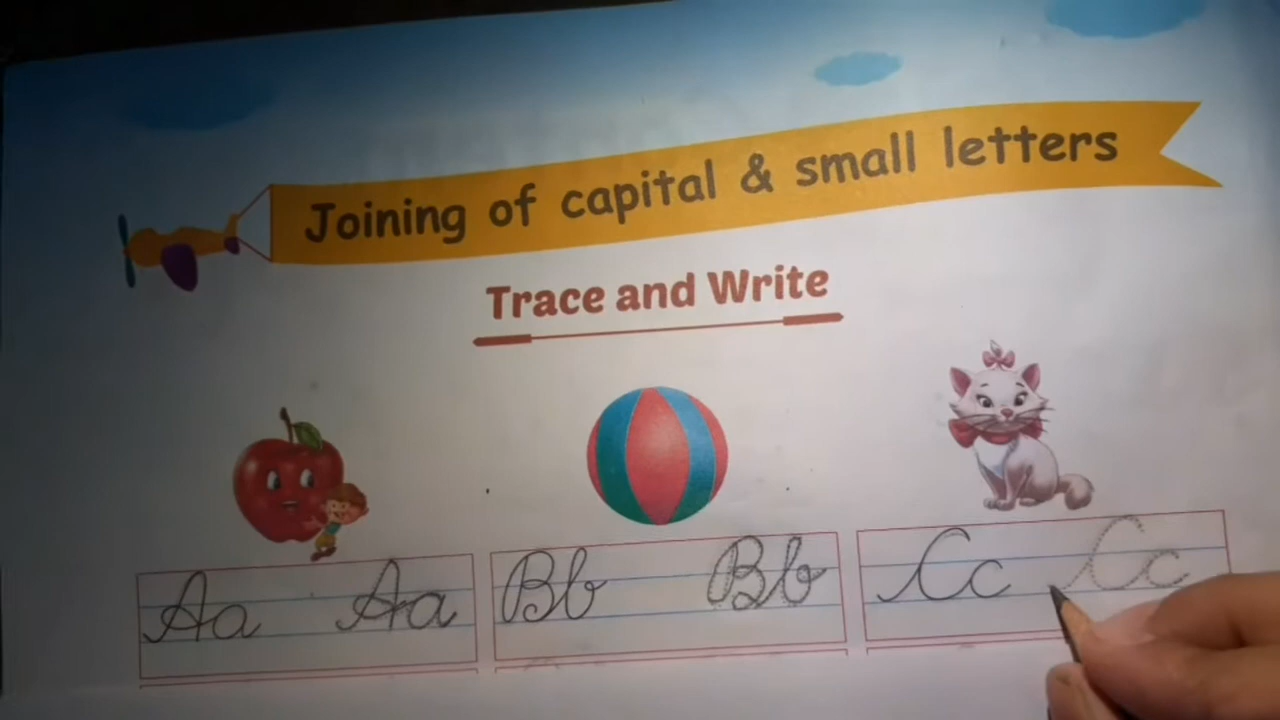 Joining of capital & small letters
Trace and Write
Aa Aa Bb Bb Cc Cc